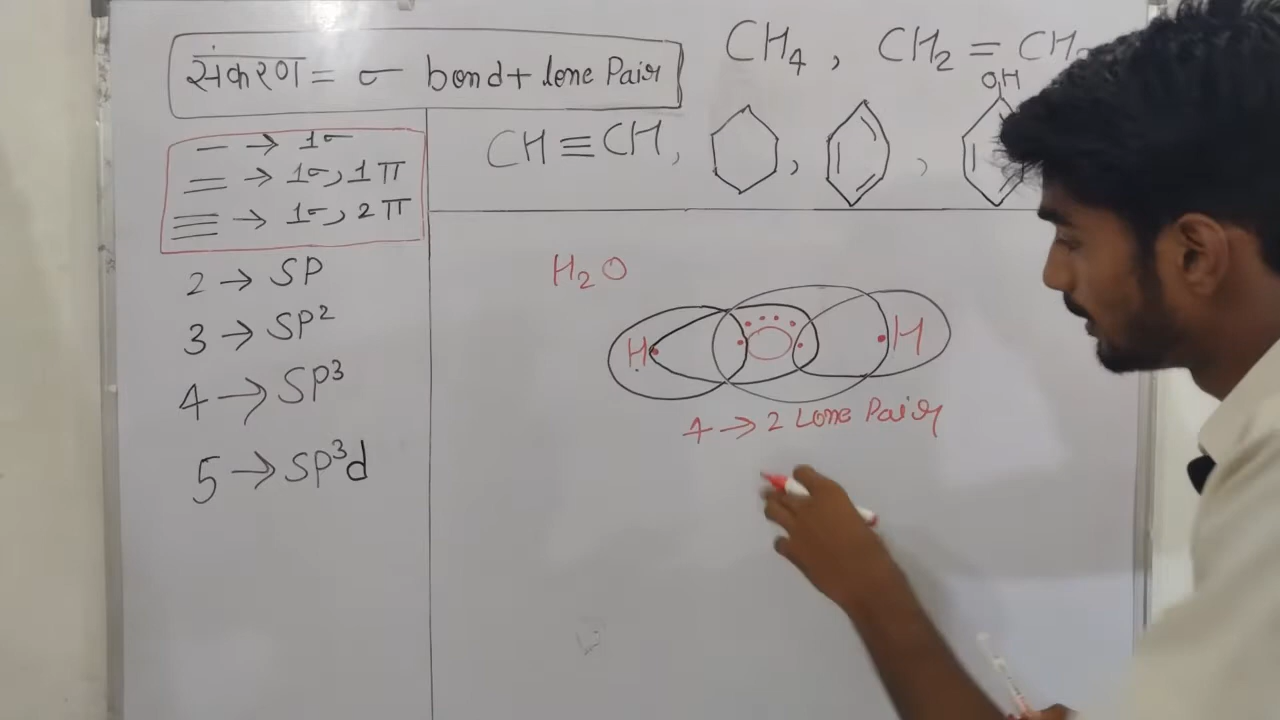 संकरण = σ bond + lone Pair
CH4 , CH2 = CH
CH ≡ CH, , ,
OH
— → 1σ
= → 1σ, 1π
≡ → 1σ, 2π
2 → SP
3 → SP²
4 → SP³
5 → SP³d
H2O
H O H
4 → 2 Lone Pair